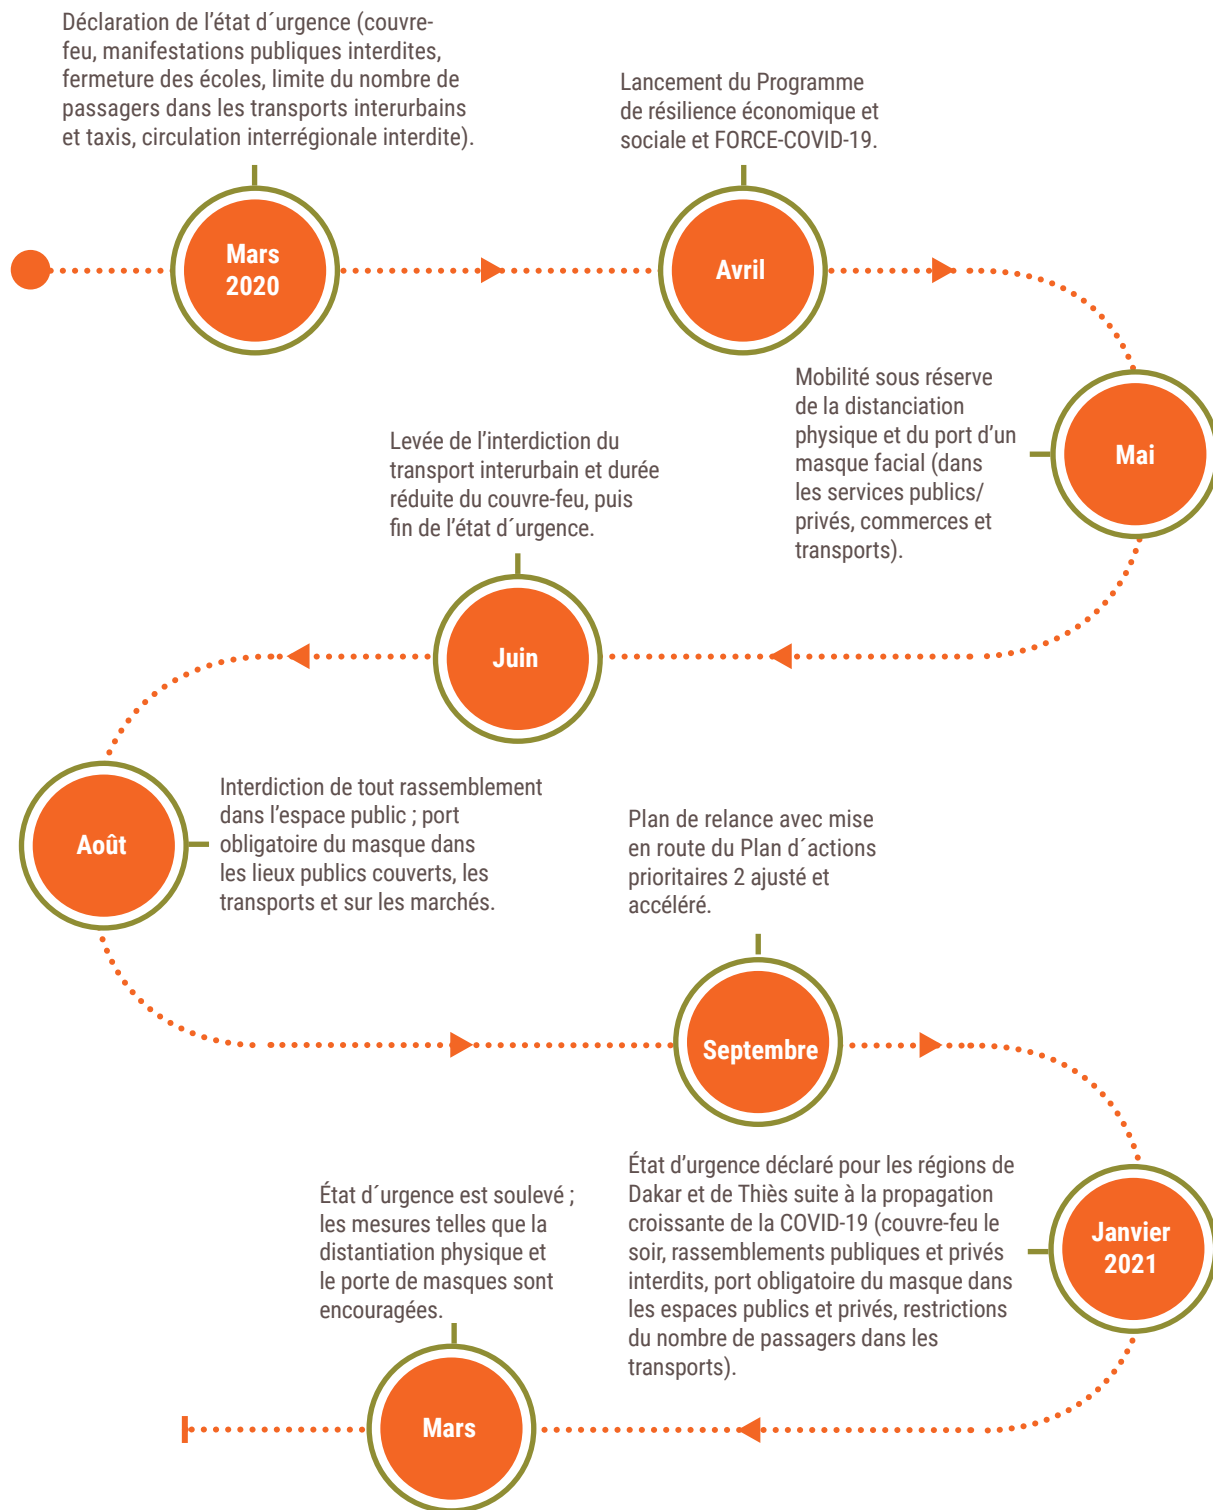 Déclaration de l’état d´urgence (couvre-
feu, manifestations publiques interdites,
fermeture des écoles, limite du nombre de
passagers dans les transports interurbains
et taxis, circulation interrégionale interdite).
Mars
2020
Lancement du Programme
de résilience économique et
sociale et FORCE-COVID-19.
Avril
Mobilité sous réserve
de la distanciation
physique et du port d’un
masque facial (dans
les services publics/
privés, commerces et
transports).
Mai
Levée de l’interdiction du
transport interurbain et durée
réduite du couvre-feu, puis
fin de l’état d´urgence.
Juin
Août
Interdiction de tout rassemblement
dans l’espace public ; port
obligatoire du masque dans
les lieux publics couverts, les
transports et sur les marchés.
Plan de relance avec mise
en route du Plan d´actions
prioritaires 2 ajusté et
accéléré.
Septembre
État d’urgence déclaré pour les régions de
Dakar et de Thiès suite à la propagation
croissante de la COVID-19 (couvre-feu le
soir, rassemblements publiques et privés
interdits, port obligatoire du masque dans
les espaces publics et privés, restrictions
du nombre de passagers dans les
transports).
Janvier
2021
État d´urgence est soulevé ;
les mesures telles que la
distantiation physique et
le porte de masques sont
encouragées.
Mars